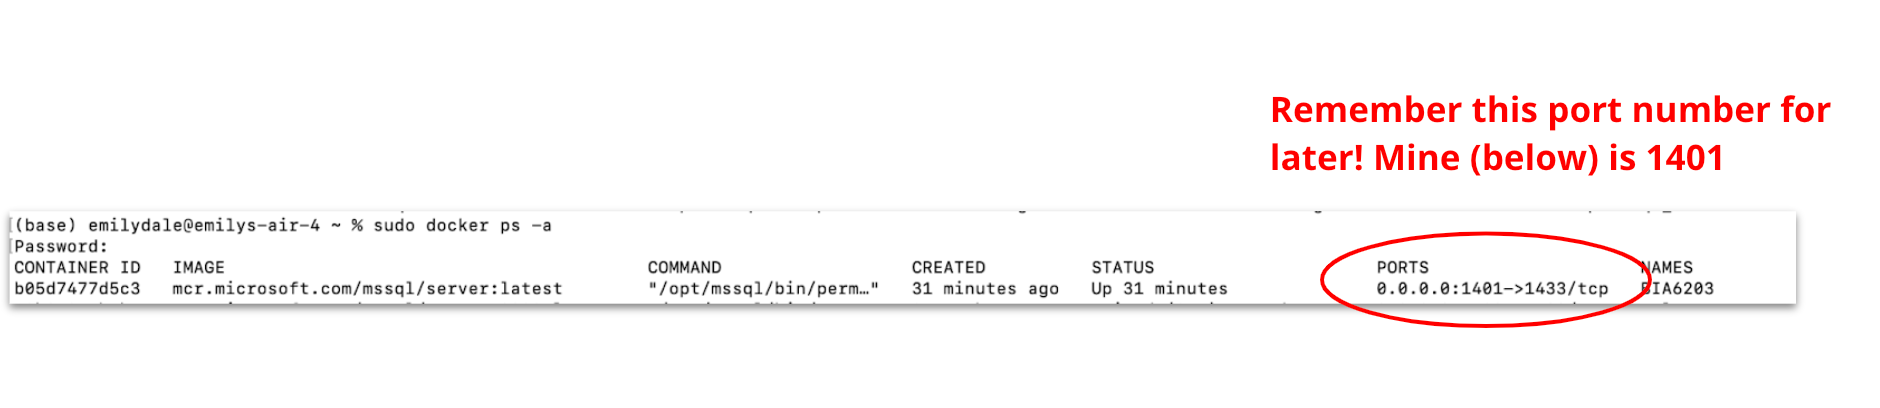 Remember this port number for
later! Mine (below) is 1401
(base) emilydale@emilys-air-4 ~ % sudo docker ps -a
Password:
CONTAINER ID IMAGE COMMAND CREATED STATUS PORTS NAMES
b05d7477d5c3 mcr.microsoft.com/mssql/server:latest "/opt/mssql/bin/perm…" 31 minutes ago Up 31 minutes 0.0.0.0:1401->1433/tcp BIA6203